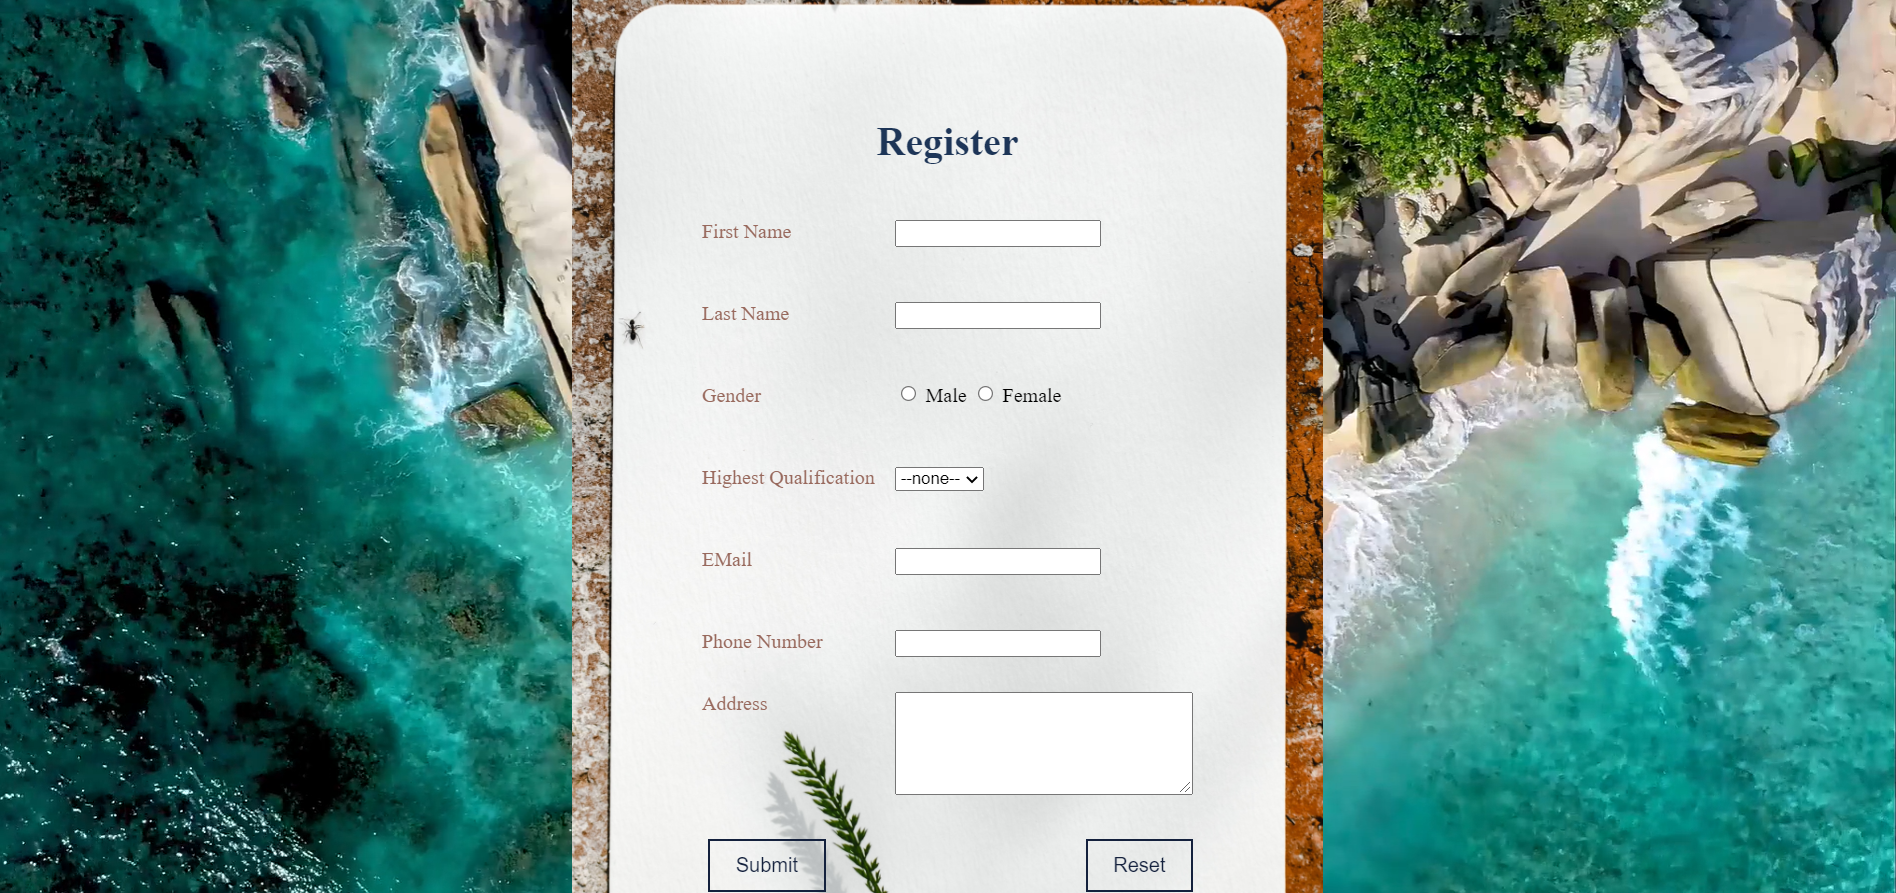 Register
First Name
Last Name
Gender Male Female
Highest Qualification --none--
EMail
Phone Number
Address
Submit Reset